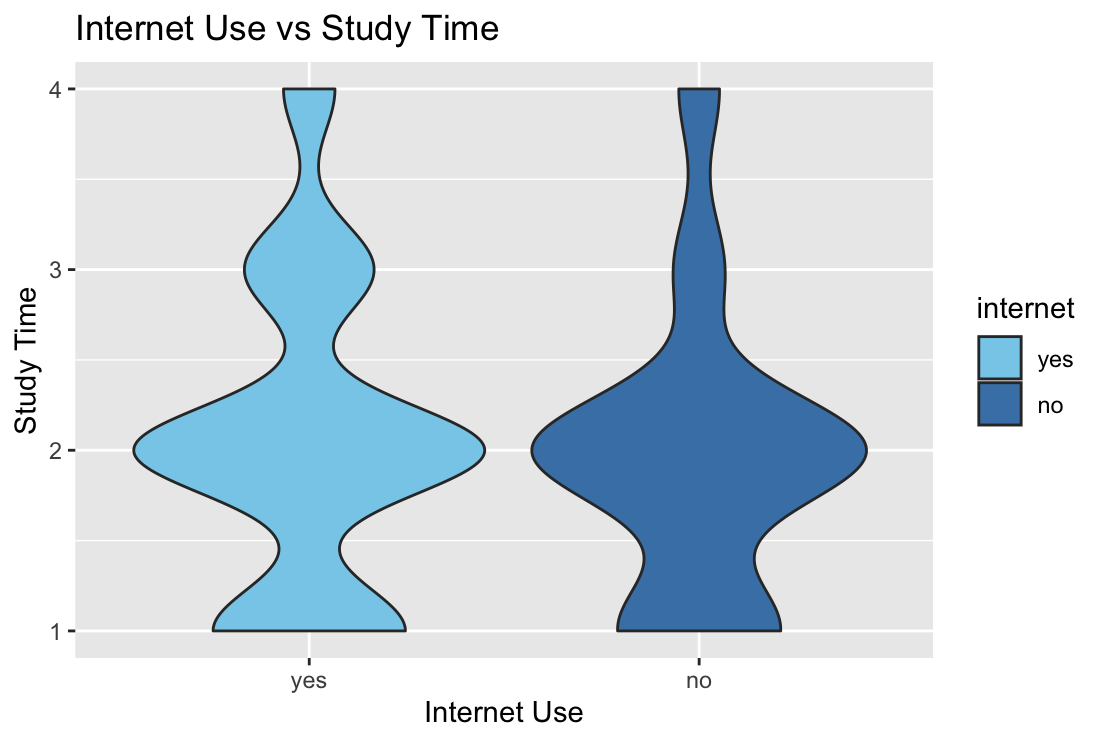 Internet Use vs Study Time
4
3
2
1
Study Time
yes
no
Internet Use
internet
yes
no